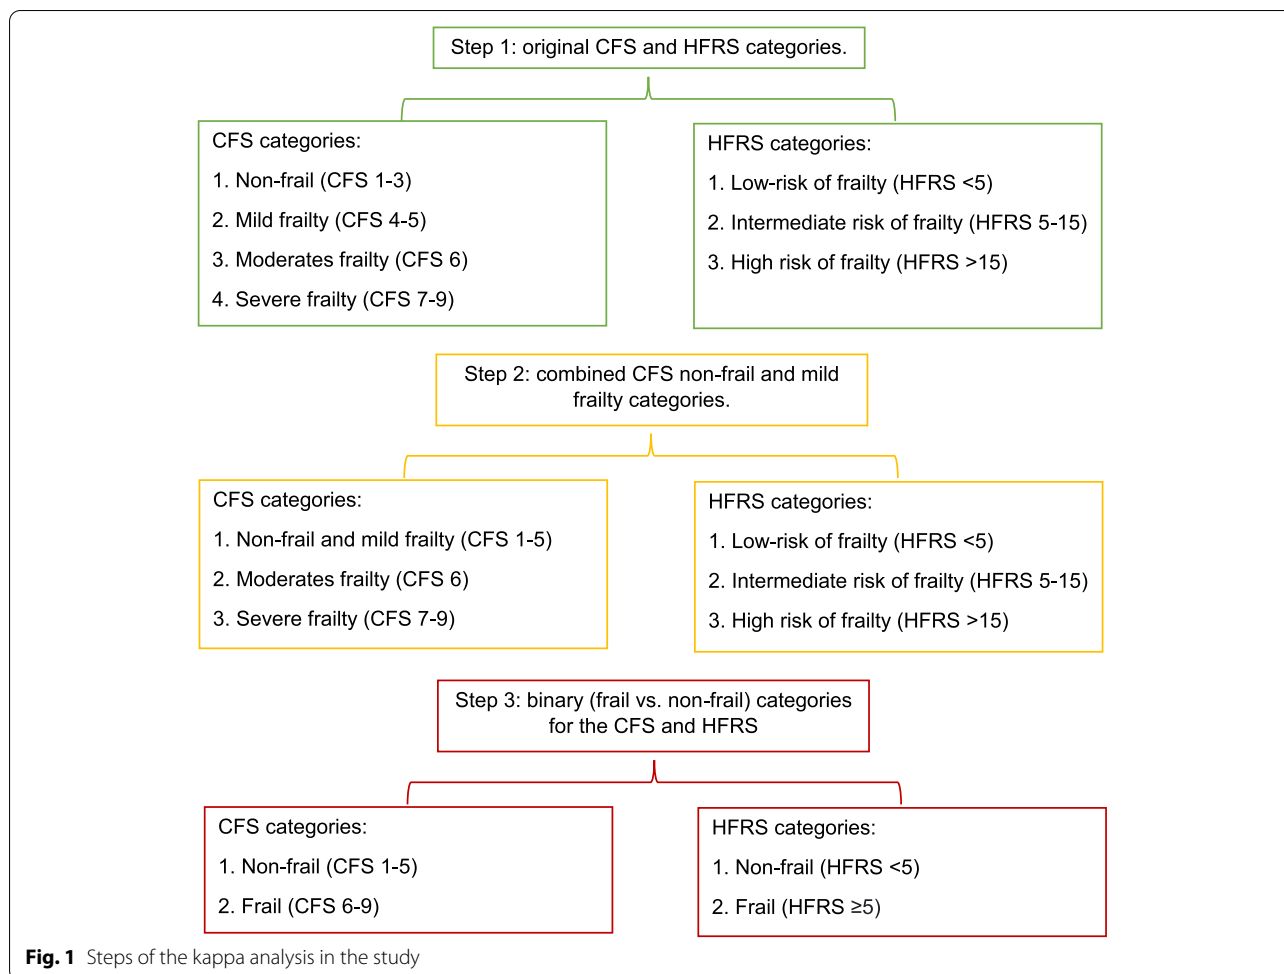 Step 1: original CFS and HFRS categories.
CFS categories:
1. Non-frail (CFS 1-3)
2. Mild frailty (CFS 4-5)
3. Moderates frailty (CFS 6)
4. Severe frailty (CFS 7-9)
HFRS categories:
1. Low-risk of frailty (HFRS <5)
2. Intermediate risk of frailty (HFRS 5-15)
3. High risk of frailty (HFRS >15)
Step 2: combined CFS non-frail and mild
frailty categories.
CFS categories:
1. Non-frail and mild frailty (CFS 1-5)
2. Moderates frailty (CFS 6)
3. Severe frailty (CFS 7-9)
HFRS categories:
1. Low-risk of frailty (HFRS <5)
2. Intermediate risk of frailty (HFRS 5-15)
3. High risk of frailty (HFRS >15)
Step 3: binary (frail vs. non-frail) categories
for the CFS and HFRS
CFS categories:
1. Non-frail (CFS 1-5)
2. Frail (CFS 6-9)
HFRS categories:
1. Non-frail (HFRS <5)
2. Frail (HFRS ≥5)
Fig. 1 Steps of the kappa analysis in the study